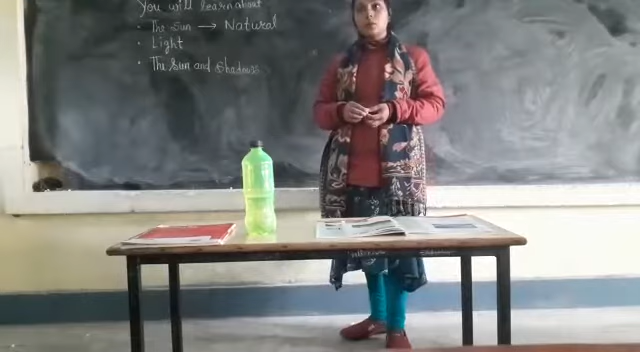 You will learn about
• The Sun → Natural
• Light
• The Sun and Shadows